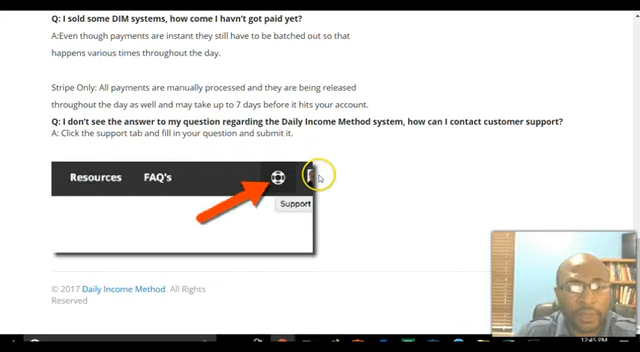 Q: I sold some DIM systems, how come I havn't got paid yet?
A:Even though payments are instant they still have to be batched out so that
happens various times throughout the day.
Stripe Only: All payments are manually processed and they are being released
throughout the day as well and may take up to 7 days before it hits your account.
Q: I don't see the answer to my question regarding the Daily Income Method system, how can I contact customer support?
A: Click the support tab and fill in your question and submit it.
Resources FAQ's
Support
© 2017 Daily Income Method. All Rights
Reserved
12:45 PM